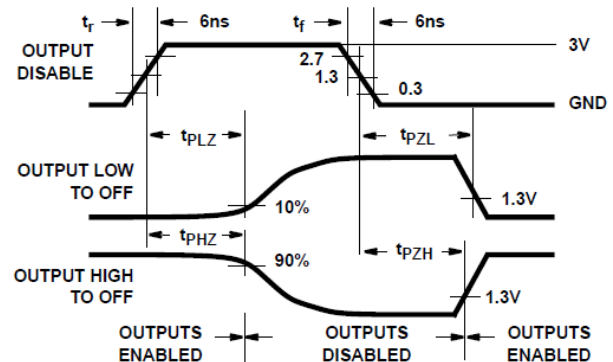 tr 6ns tf 6ns
OUTPUT
DISABLE
3V
2.7
1.3
0.3
GND
tPLZ tPZL
OUTPUT LOW
TO OFF
10%
1.3V
tPHZ tPZH
OUTPUT HIGH
TO OFF
90%
1.3V
OUTPUTS
ENABLED
OUTPUTS
DISABLED
OUTPUTS
ENABLED